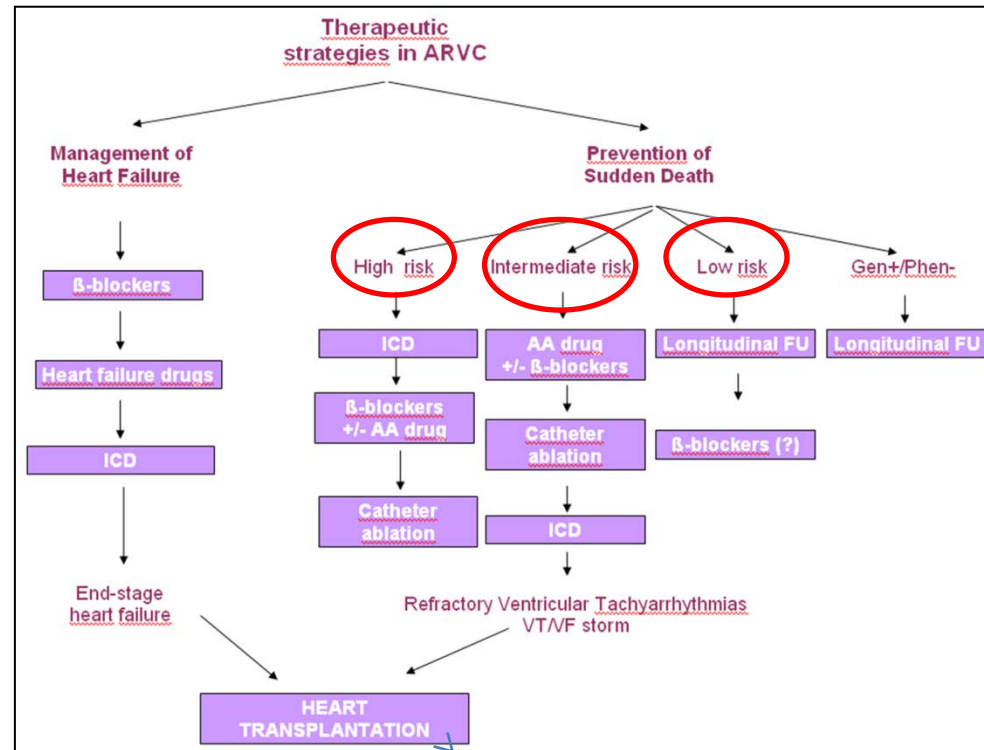 Therapeutic
strategies in ARVC
Management of
Heart Failure
Prevention of
Sudden Death
High risk
Intermediate risk
Low risk
Gen+/Phen-
ß-blockers
Heart failure drugs
ICD
End-stage
heart failure
ICD
ß-blockers
+/- AA drug
Catheter
ablation
AA drug
+/- ß-blockers
Catheter
ablation
ICD
Longitudinal FU
ß-blockers (?)
Longitudinal FU
Refractory Ventricular Tachyarrhythmias
VT/VF storm
HEART
TRANSPLANTATION